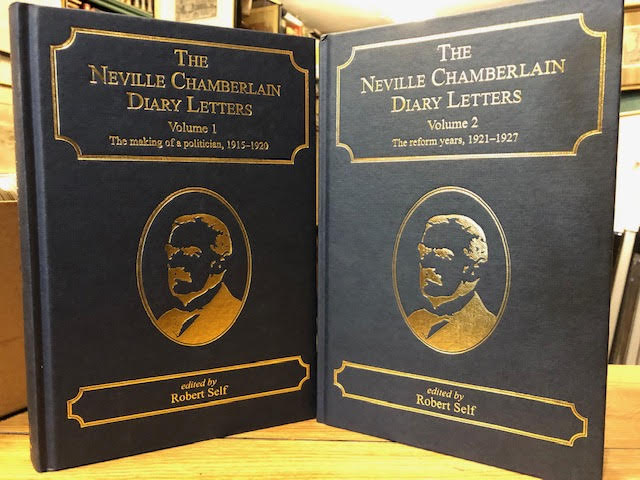 THE
NEVILLE CHAMBERLAIN
DIARY LETTERS
Volume 1
The making of a politician, 1915–1920
edited by
Robert Self
THE
NEVILLE CHAMBERLAIN
DIARY LETTERS
Volume 2
The reform years, 1921–1927
edited by
Robert Self